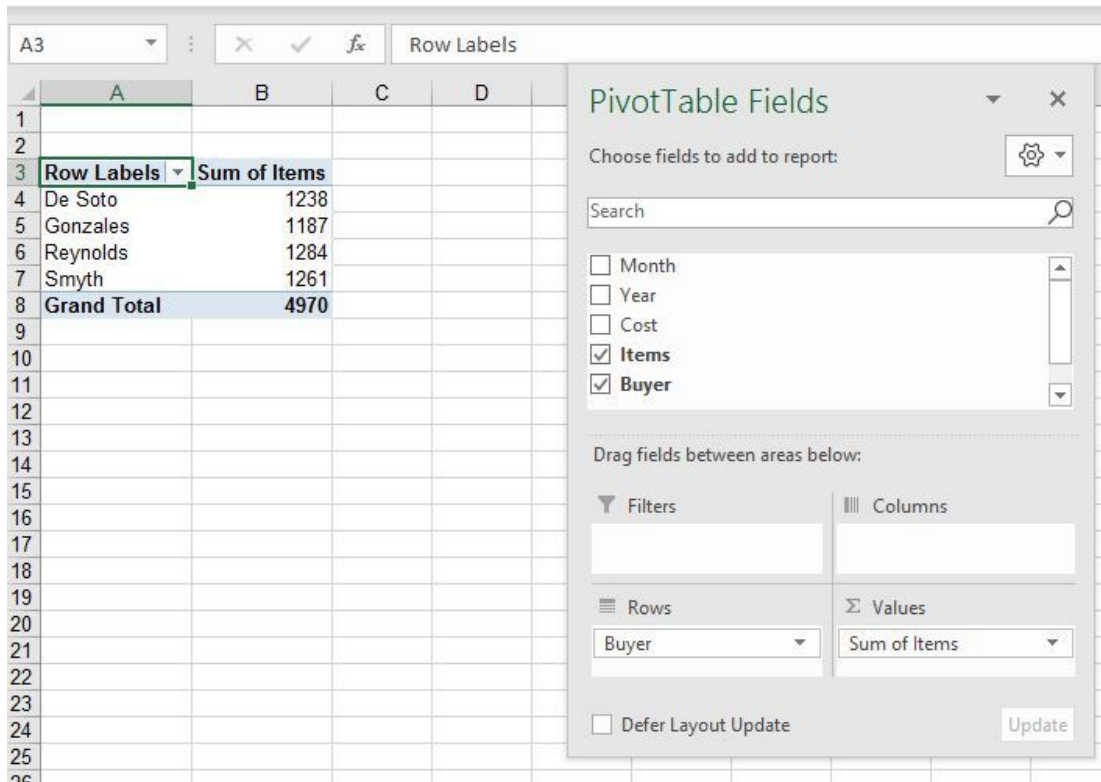 A3 fx Row Labels
A B C D
1
2
3 Row Labels Sum of Items
4 De Soto 1238
5 Gonzales 1187
6 Reynolds 1284
7 Smyth 1261
8 Grand Total 4970
9
10
11
12
13
14
15
16
17
18
19
20
21
22
23
24
25
26
PivotTable Fields
Choose fields to add to report:
Search
Month
Year
Cost
Items
Buyer
Drag fields between areas below:
Filters
Columns
Rows
Σ Values
Buyer
Sum of Items
Defer Layout Update
Update